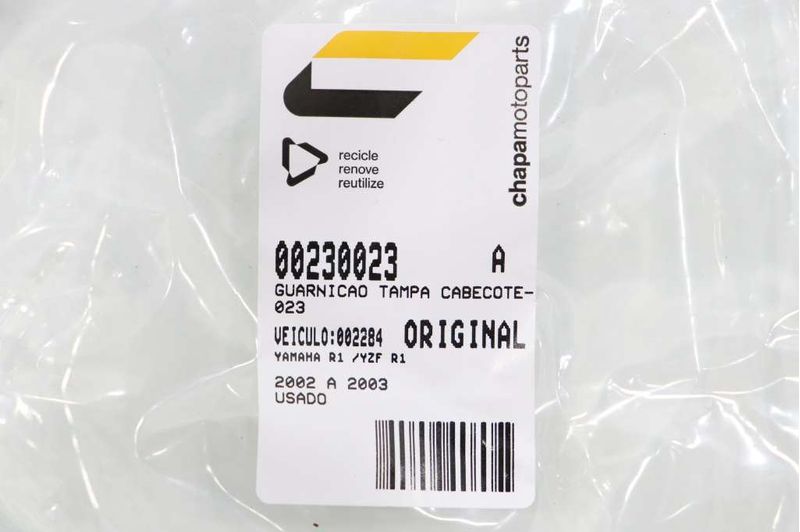 chapamotoparts
recicle
renove
reutilize
00230023 A
GUARNICAO TAMPA CABECOTE-
023
VEICULO:002284 ORIGINAL
YAMAHA R1 /YZF R1
2002 A 2003
USADO